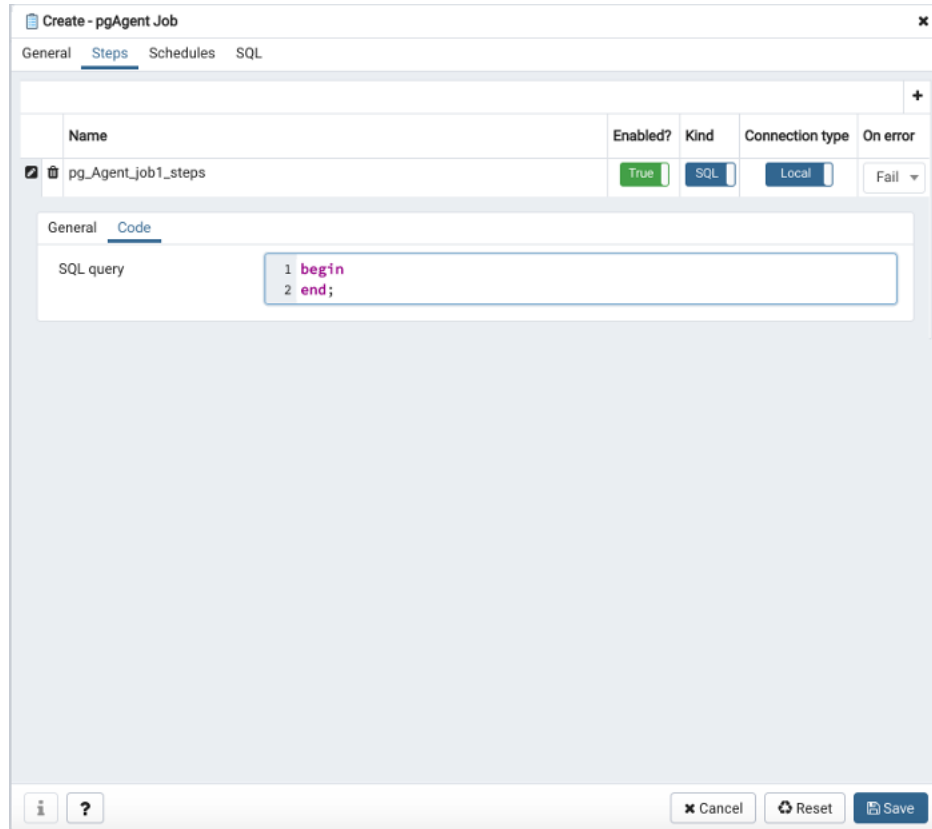 Create - pgAgent Job
General Steps Schedules SQL
Name Enabled? Kind Connection type On error
pg_Agent_job1_steps True SQL Local Fail
General Code
SQL query
1 begin
2 end;
i ? Cancel Reset Save